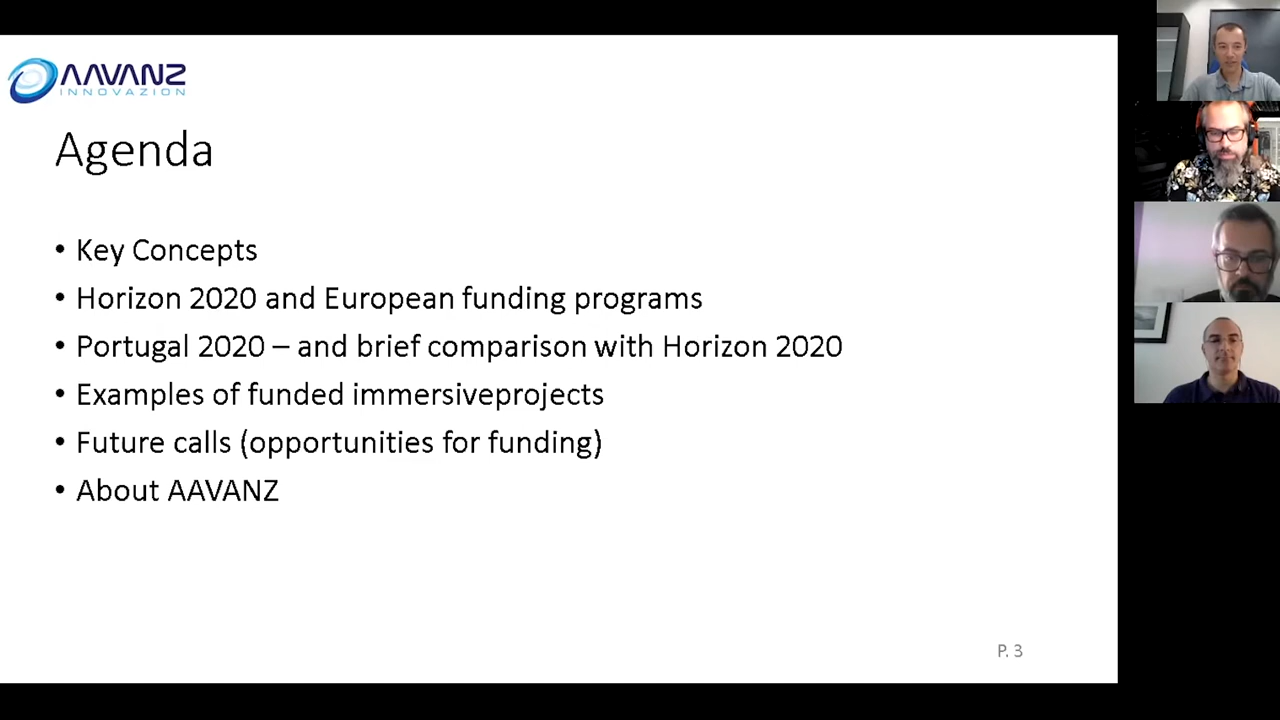 AAVANZ
INNOVAZION
Agenda
• Key Concepts
• Horizon 2020 and European funding programs
• Portugal 2020 – and brief comparison with Horizon 2020
• Examples of funded immersiveprojects
• Future calls (opportunities for funding)
• About AAVANZ
P. 3